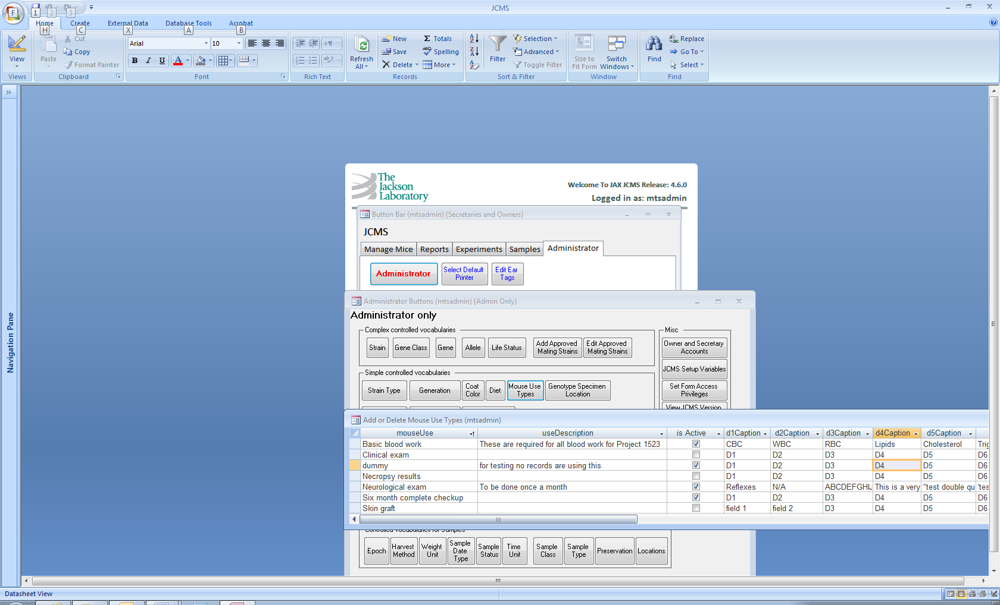 JCMS
F
1
2
3
Home
Create
External Data
Database Tools
Acrobat
H
C
X
A
B
View
Views
Paste
Cut
Copy
Format Painter
Clipboard
Arial
10
B I U A
Font
Rich Text
Refresh All
New
Save
Delete
Totals
Spelling
More
Records
Filter
Selection
Advanced
Toggle Filter
Sort & Filter
Size to Fit Form
Switch Windows
Window
Find
Replace
Go To
Select
Find
Navigation Pane
The
Jackson
Laboratory
Welcome To JAX JCMS Release: 4.6.0
Logged in as: mtsadmin
Button Bar (mtsadmin) {Secretaries and Owners}
JCMS
Manage Mice Reports Experiments Samples Administrator
Administrator
Select Default Printer
Edit Ear Tags
Administrator Buttons (mtsadmin) {Admin Only}
Administrator only
Complex controlled vocabularies
Strain
Gene Class
Gene
Allele
Life Status
Add Approved Mating Strains
Edit Approved Mating Strains
Misc
Owner and Secretary Accounts
JCMS Setup Variables
Set Form Access Privileges
View JCMS Version
Simple controlled vocabularies
Strain Type
Generation
Coat Color
Diet
Mouse Use Types
Genotype Specimen Location
Add or Delete Mouse Use Types (mtsadmin)
mouseUse useDescription is Active d1Caption d2Caption d3Caption d4Caption d5Caption
Basic blood work These are required for all blood work for Project 1523 CBC WBC RBC Lipids Cholesterol Trig
Clinical exam D1 D2 D3 D4 D5 D6
dummy for testing no records are using this D1 D2 D3 D4 D5 D6
Necropsy results D1 D2 D3 D4 D5 D6
Neurological exam To be done once a month Reflexes N/A ABCDEFGHIJ This is a very "test double qu 'tes
Six month complete checkup D1 D2 D3 D4 D5 D6
Skin graft field 1 field 2 D3 D4 D5 D6
Controlled vocabularies for Samples
Epoch
Harvest Method
Weight Unit
Sample Date Type
Sample Status
Time Unit
Sample Class
Sample Type
Preservation
Locations
Datasheet View